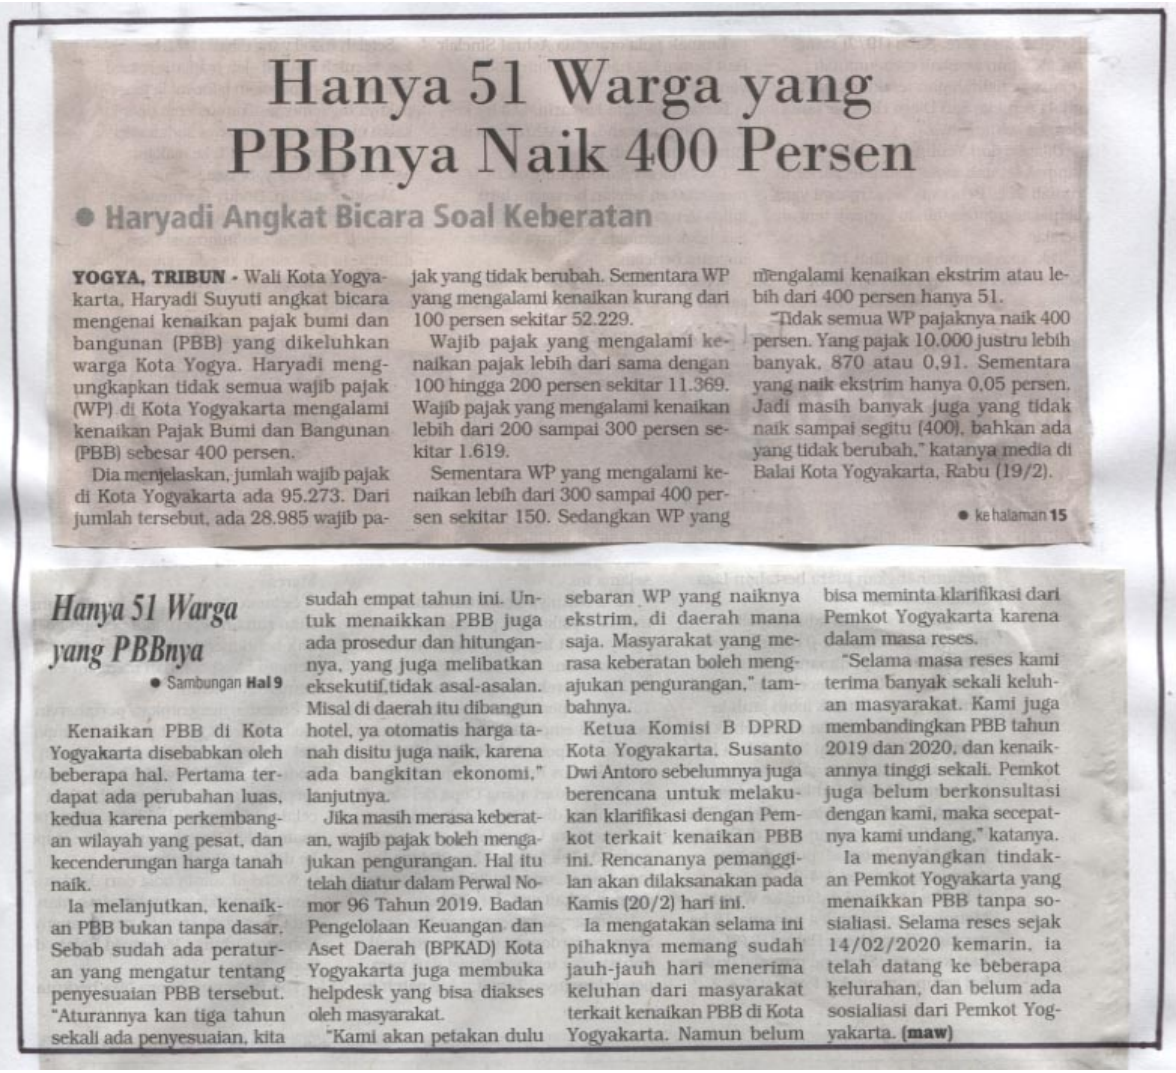 Hanya 51 Warga yang
PBBnya Naik 400 Persen
● Haryadi Angkat Bicara Soal Keberatan
YOGYA, TRIBUN - Wali Kota Yogya-
karta, Haryadi Suyuti angkat bicara
mengenai kenaikan pajak bumi dan
bangunan (PBB) yang dikeluhkan
warga Kota Yogya. Haryadi meng-
ungkapkan tidak semua wajib pajak
(WP) di Kota Yogyakarta mengalami
kenaikan Pajak Bumi dan Bangunan
(PBB) sebesar 400 persen.
Dia menjelaskan, jumlah wajib pajak
di Kota Yogyakarta ada 95.273. Dari
jumlah tersebut, ada 28.985 wajib pa-
jak yang tidak berubah. Sementara WP
yang mengalami kenaikan kurang dari
100 persen sekitar 52.229.
Wajib pajak yang mengalami ke-
naikan pajak lebih dari sama dengan
100 hingga 200 persen sekitar 11.369.
Wajib pajak yang mengalami kenaikan
lebih dari 200 sampai 300 persen se-
kitar 1.619.
Sementara WP yang mengalami ke-
naikan lebih dari 300 sampai 400 per-
sen sekitar 150. Sedangkan WP yang
mengalami kenaikan ekstrim atau le-
bih dari 400 persen hanya 51.
"Tidak semua WP pajaknya naik 400
persen. Yang pajak 10.000 justru lebih
banyak, 870 atau 0,91. Sementara
yang naik ekstrim hanya 0,05 persen.
Jadi masih banyak juga yang tidak
naik sampai segitu (400), bahkan ada
yang tidak berubah," katanya media di
Balai Kota Yogyakarta, Rabu (19/2).
● ke halaman 15
Hanya 51 Warga
yang PBBnya
● Sambungan Hal 9
Kenaikan PBB di Kota
Yogyakarta disebabkan oleh
beberapa hal. Pertama ter-
dapat ada perubahan luas,
kedua karena perkembang-
an wilayah yang pesat, dan
kecenderungan harga tanah
naik.
Ia melanjutkan, kenaik-
an PBB bukan tanpa dasar.
Sebab sudah ada peratur-
an yang mengatur tentang
penyesuaian PBB tersebut.
"Aturannya kan tiga tahun
sekali ada penyesuaian, kita
sudah empat tahun ini. Un-
tuk menaikkan PBB juga
ada prosedur dan hitungan-
nya, yang juga melibatkan
eksekutif,tidak asal-asalan.
Misal di daerah itu dibangun
hotel, ya otomatis harga ta-
nah disitu juga naik, karena
ada bangkitan ekonomi,"
lanjutnya.
Jika masih merasa keberat-
an, wajib pajak boleh menga-
jukan pengurangan. Hal itu
telah diatur dalam Perwal No-
mor 96 Tahun 2019. Badan
Pengelolaan Keuangan dan
Aset Daerah (BPKAD) Kota
Yogyakarta juga membuka
helpdesk yang bisa diakses
oleh masyarakat.
"Kami akan petakan dulu
sebaran WP yang naiknya
ekstrim, di daerah mana
saja. Masyarakat yang me-
rasa keberatan boleh meng-
ajukan pengurangan," tam-
bahnya.
Ketua Komisi B DPRD
Kota Yogyakarta, Susanto
Dwi Antoro sebelumnya juga
berencana untuk melaku-
kan klarifikasi dengan Pem-
kot terkait kenaikan PBB
ini. Rencananya pemanggi-
lan akan dilaksanakan pada
Kamis (20/2) hari ini.
Ia mengatakan selama ini
pihaknya memang sudah
jauh-jauh hari menerima
keluhan dari masyarakat
terkait kenaikan PBB di Kota
Yogyakarta. Namun belum
bisa meminta klarifikasi dari
Pemkot Yogyakarta karena
dalam masa reses.
"Selama masa reses kami
terima banyak sekali keluh-
an masyarakat. Kami juga
membandingkan PBB tahun
2019 dan 2020, dan kenaik-
annya tinggi sekali. Pemkot
juga belum berkonsultasi
dengan kami, maka secepat-
nya kami undang," katanya.
Ia menyangkan tindak-
an Pemkot Yogyakarta yang
menaikkan PBB tanpa so-
sialiasi. Selama reses sejak
14/02/2020 kemarin, ia
telah datang ke beberapa
kelurahan, dan belum ada
sosialiasi dari Pemkot Yog-
yakarta. (maw)